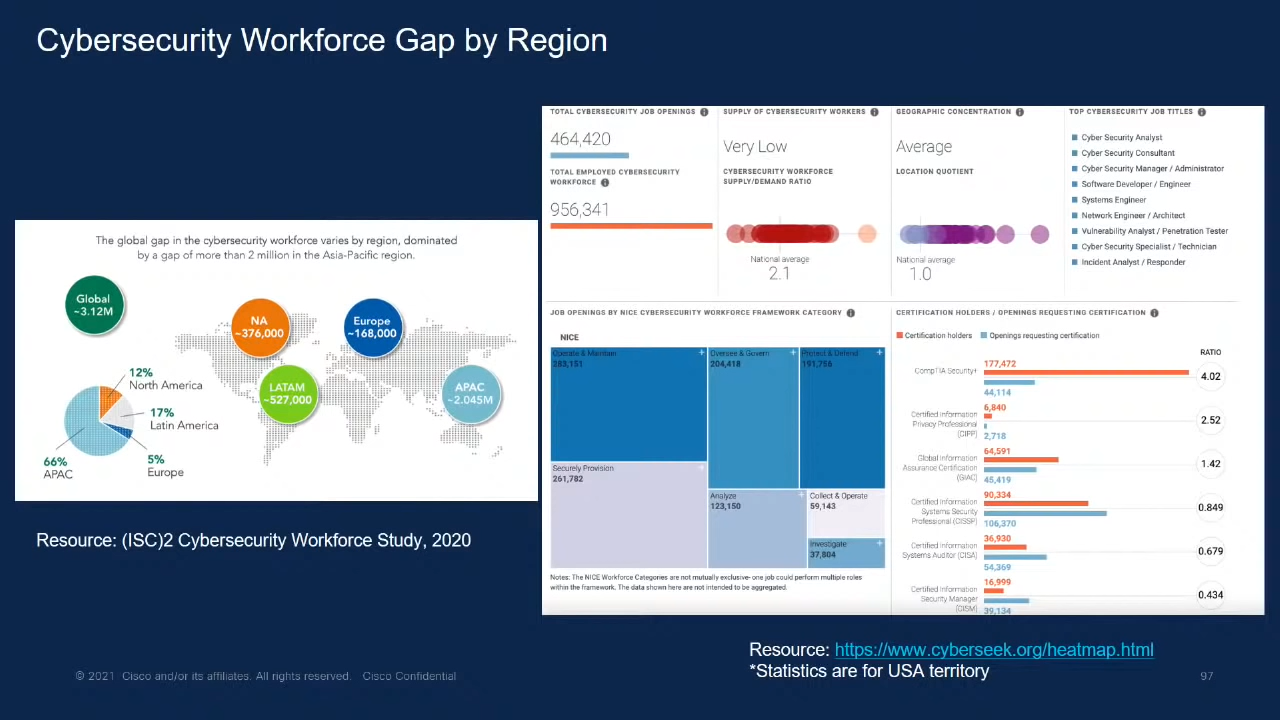 Cybersecurity Workforce Gap by Region
The global gap in the cybersecurity workforce varies by region, dominated
by a gap of more than 2 million in the Asia-Pacific region.
Global
~3.12M
NA
~376,000
Europe
~168,000
LATAM
~527,000
APAC
~2.045M
12%
North America
17%
Latin America
5%
Europe
66%
APAC
Resource: (ISC)2 Cybersecurity Workforce Study, 2020
TOTAL CYBERSECURITY JOB OPENINGS
464,420
TOTAL EMPLOYED CYBERSECURITY
WORKFORCE
956,341
SUPPLY OF CYBERSECURITY WORKERS
Very Low
CYBERSECURITY WORKFORCE
SUPPLY/DEMAND RATIO
National average
2.1
GEOGRAPHIC CONCENTRATION
Average
LOCATION QUOTIENT
National average
1.0
TOP CYBERSECURITY JOB TITLES
Cyber Security Analyst
Cyber Security Consultant
Cyber Security Manager / Administrator
Software Developer / Engineer
Systems Engineer
Network Engineer / Architect
Vulnerability Analyst / Penetration Tester
Cyber Security Specialist / Technician
Incident Analyst / Responder
JOB OPENINGS BY NICE CYBERSECURITY WORKFORCE FRAMEWORK CATEGORY
NICE
Operate & Maintain
283,151
Oversee & Govern
204,418
Protect & Defend
191,756
Securely Provision
261,782
Analyze
123,150
Collect & Operate
59,143
Investigate
37,804
Notes: The NICE Workforce Categories are not mutually exclusive- one job could perform multiple roles
within the framework. The data shown here are not intended to be aggregated.
CERTIFICATION HOLDERS / OPENINGS REQUESTING CERTIFICATION
Certification holders
Openings requesting certification
RATIO
CompTIA Security+
177,472
44,114
4.02
Certified Information
Privacy Professional
(CIPP)
6,840
2,718
2.52
Global Information
Assurance Certification
(GIAC)
64,591
45,419
1.42
Certified Information
Systems Security
Professional (CISSP)
90,334
106,370
0.849
Certified Information
Systems Auditor (CISA)
36,930
54,369
0.679
Certified Information
Security Manager
(CISM)
16,999
39,134
0.434
Resource: https://www.cyberseek.org/heatmap.html
*Statistics are for USA territory
© 2021 Cisco and/or its affiliates. All rights reserved. Cisco Confidential
97